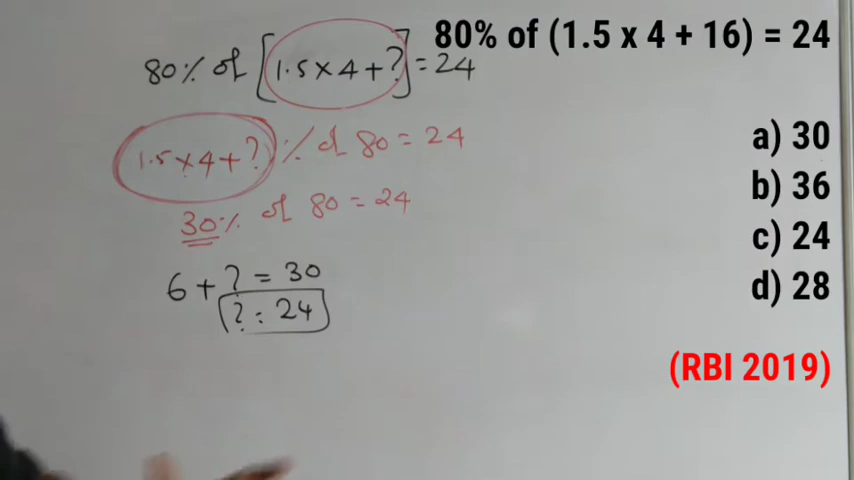 80% of (1.5 x 4 + 16) = 24
80% of [1.5 × 4 + ?] = 24
1.5 × 4 + ? % of 80 = 24
30% of 80 = 24
6 + ? = 30
? : 24
a) 30
b) 36
c) 24
d) 28
(RBI 2019)